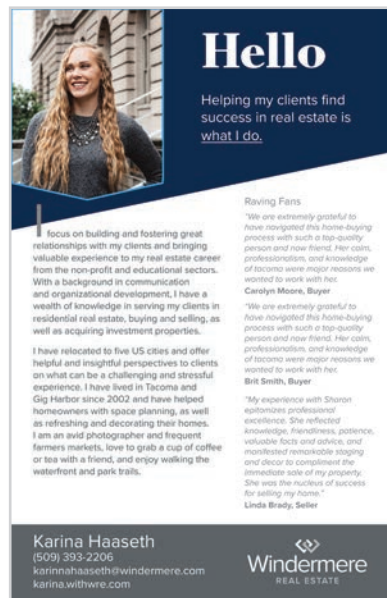 Hello
Helping my clients find
success in real estate is
what I do.
I focus on building and fostering great
relationships with my clients and bringing
valuable experience to my real estate career
from the non-profit and educational sectors.
With a background in communication
and organizational development, I have a
wealth of knowledge in serving my clients in
residential real estate, buying and selling, as
well as acquiring investment properties.
I have relocated to five US cities and offer
helpful and insightful perspectives to clients
on what can be a challenging and stressful
experience. I have lived in Tacoma and
Gig Harbor since 2002 and have helped
homeowners with space planning, as well
as refreshing and decorating their homes.
I am an avid photographer and frequent
farmers markets, love to grab a cup of coffee
or tea with a friend, and enjoy walking the
waterfront and park trails.
Raving Fans
"We are extremely grateful to
have navigated this home-buying
process with such a top-quality
person and now friend. Her calm,
professionalism, and knowledge
of tacoma were major reasons we
wanted to work with her.
Carolyn Moore, Buyer
"We are extremely grateful to
have navigated this home-buying
process with such a top-quality
person and now friend. Her calm,
professionalism, and knowledge
of tacoma were major reasons we
wanted to work with her.
Brit Smith, Buyer
"My experience with Sharon
epitomizes professional
excellence. She reflected
knowledge, friendliness, patience,
valuable facts and advice, and
manifested remarkable staging
and decor to compliment the
immediate sale of my property.
She was the nucleus of success
for selling my home."
Linda Brady, Seller
Karina Haaseth
(509) 393-2206
karinnahaaseth@windermere.com
karina.withwre.com
Windermere
REAL ESTATE